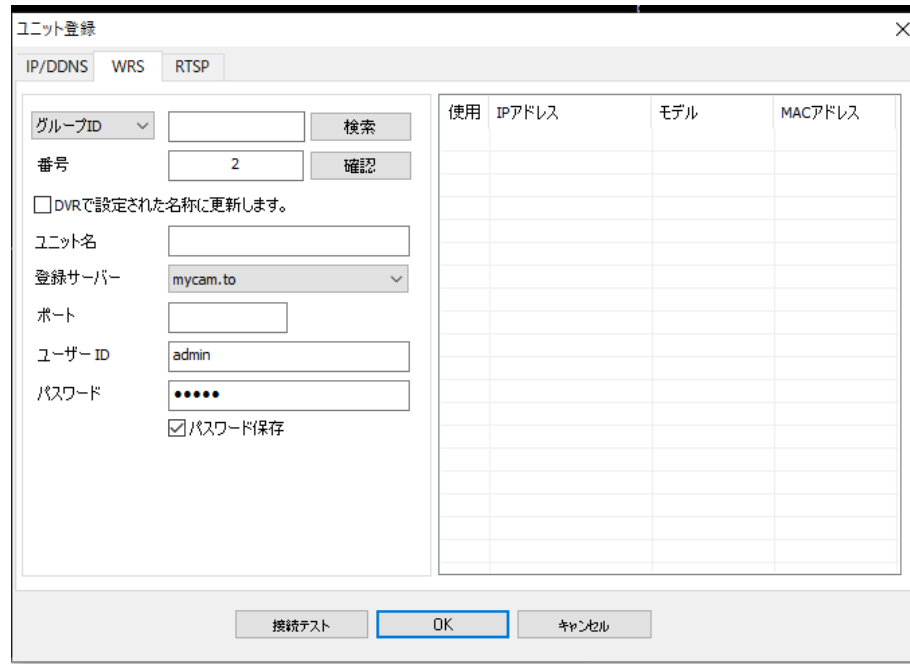 ユニット登録
IP/DDNS WRS RTSP
グループID 検索
番号 2 確認
DVRで設定された名称に更新します。
ユニット名
登録サーバー mycam.to
ポート
ユーザー ID admin
パスワード •••••
パスワード保存
使用 IPアドレス モデル MACアドレス
接続テスト OK キャンセル